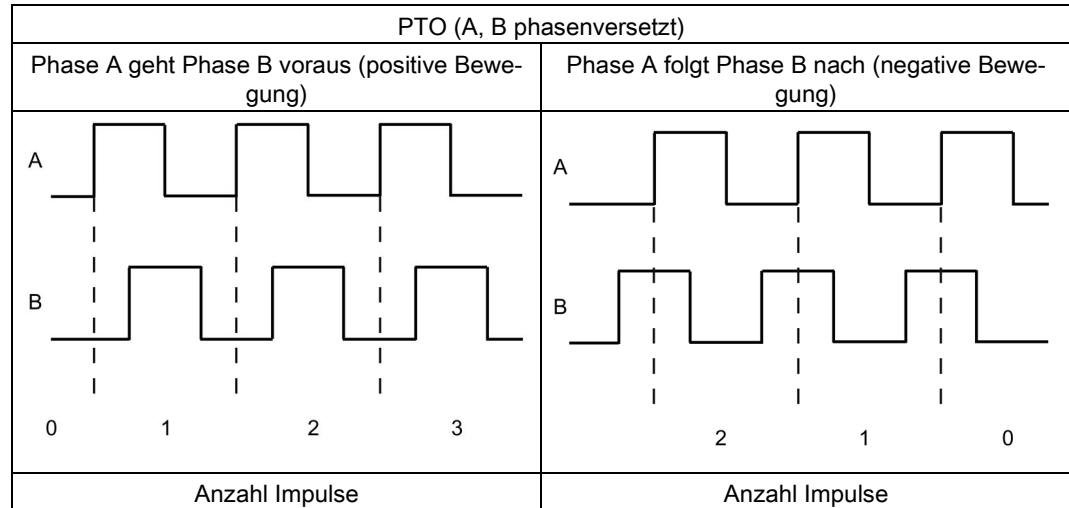 PTO (A, B phasenversetzt)
Phase A geht Phase B voraus (positive Bewe-
gung)
Phase A folgt Phase B nach (negative Bewe-
gung)
A
B
0 1 2 3
A
B
2 1 0
Anzahl Impulse
Anzahl Impulse